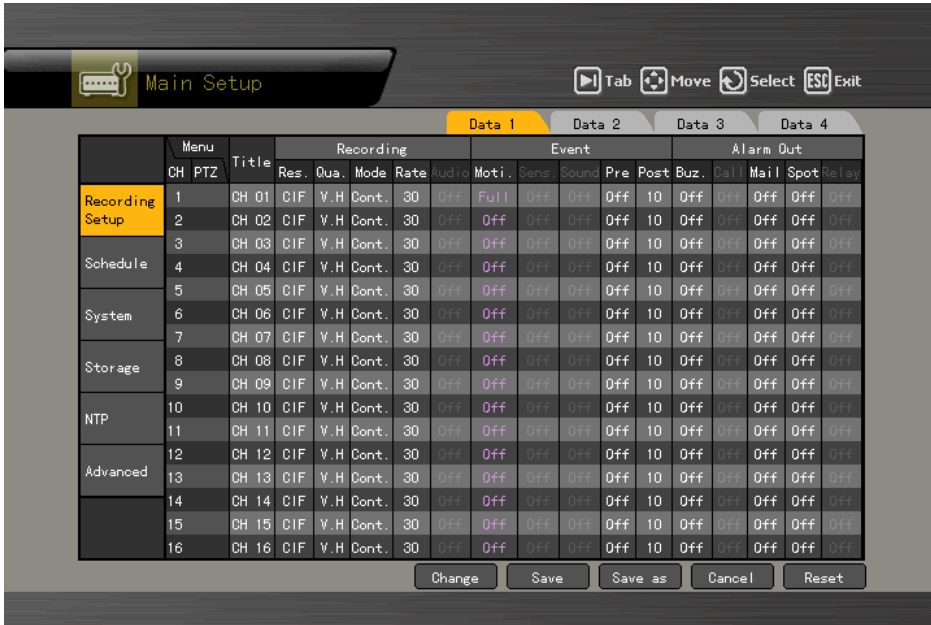 Main Setup
Tab Move Select ESC Exit
Data 1 Data 2 Data 3 Data 4
Menu Title Recording Event Alarm Out
CH PTZ Res. Qua. Mode Rate Audio Moti. Sens. Sound Pre Post Buz. Call Mail Spot Relay
Recording Setup
Schedule
System
Storage
NTP
Advanced
1 CH 01 CIF V.H Cont. 30 Off Full Off Off Off 10 Off Off Off Off Off
2 CH 02 CIF V.H Cont. 30 Off Off Off Off Off 10 Off Off Off Off Off
3 CH 03 CIF V.H Cont. 30 Off Off Off Off Off 10 Off Off Off Off Off
4 CH 04 CIF V.H Cont. 30 Off Off Off Off Off 10 Off Off Off Off Off
5 CH 05 CIF V.H Cont. 30 Off Off Off Off Off 10 Off Off Off Off Off
6 CH 06 CIF V.H Cont. 30 Off Off Off Off Off 10 Off Off Off Off Off
7 CH 07 CIF V.H Cont. 30 Off Off Off Off Off 10 Off Off Off Off Off
8 CH 08 CIF V.H Cont. 30 Off Off Off Off Off 10 Off Off Off Off Off
9 CH 09 CIF V.H Cont. 30 Off Off Off Off Off 10 Off Off Off Off Off
10 CH 10 CIF V.H Cont. 30 Off Off Off Off Off 10 Off Off Off Off Off
11 CH 11 CIF V.H Cont. 30 Off Off Off Off Off 10 Off Off Off Off Off
12 CH 12 CIF V.H Cont. 30 Off Off Off Off Off 10 Off Off Off Off Off
13 CH 13 CIF V.H Cont. 30 Off Off Off Off Off 10 Off Off Off Off Off
14 CH 14 CIF V.H Cont. 30 Off Off Off Off Off 10 Off Off Off Off Off
15 CH 15 CIF V.H Cont. 30 Off Off Off Off Off 10 Off Off Off Off Off
16 CH 16 CIF V.H Cont. 30 Off Off Off Off Off 10 Off Off Off Off Off
Change Save Save as Cancel Reset